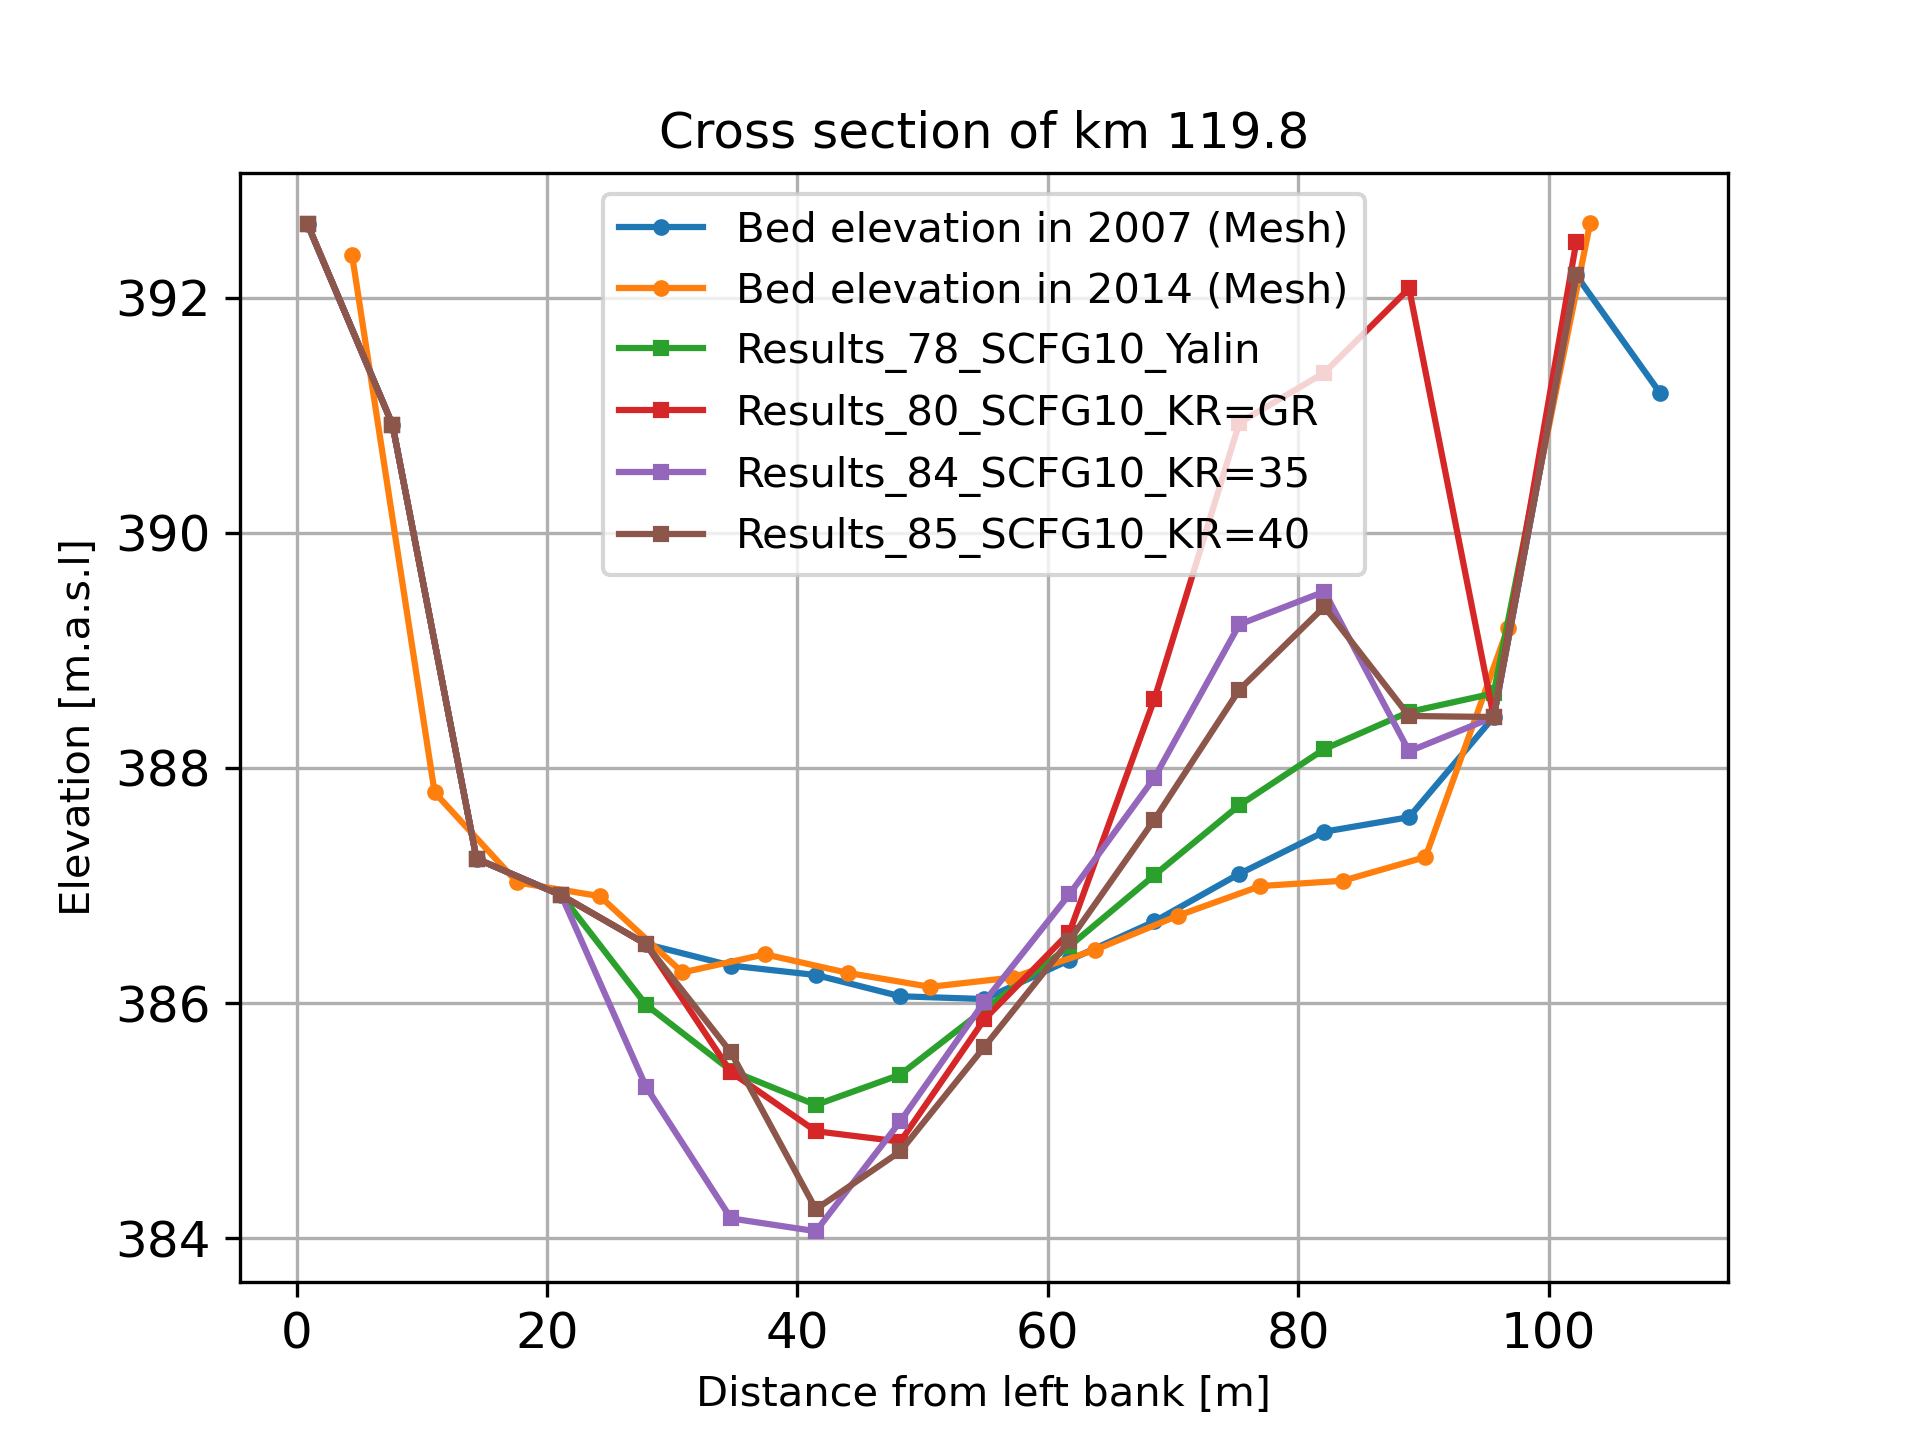 Cross section of km 119.8
Bed elevation in 2007 (Mesh)
Bed elevation in 2014 (Mesh)
Results_78_SCFG10_Yalin
Results_80_SCFG10_KR=GR
Results_84_SCFG10_KR=35
Results_85_SCFG10_KR=40
Elevation [m.a.s.l]
392
390
388
386
384
0 20 40 60 80 100
Distance from left bank [m]